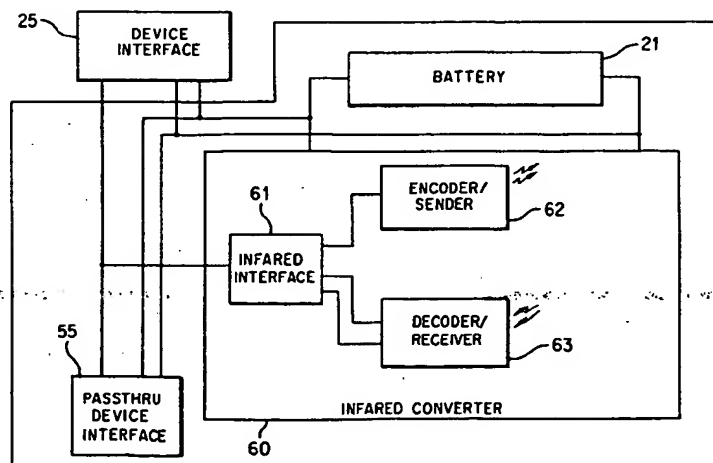 25
DEVICE
INTERFACE
21
BATTERY
ENCODER/
SENDER
62
61
INFARED
INTERFACE
DECODER/
RECEIVER
63
55
PASSTHRU
DEVICE
INTERFACE
INFARED CONVERTER
60